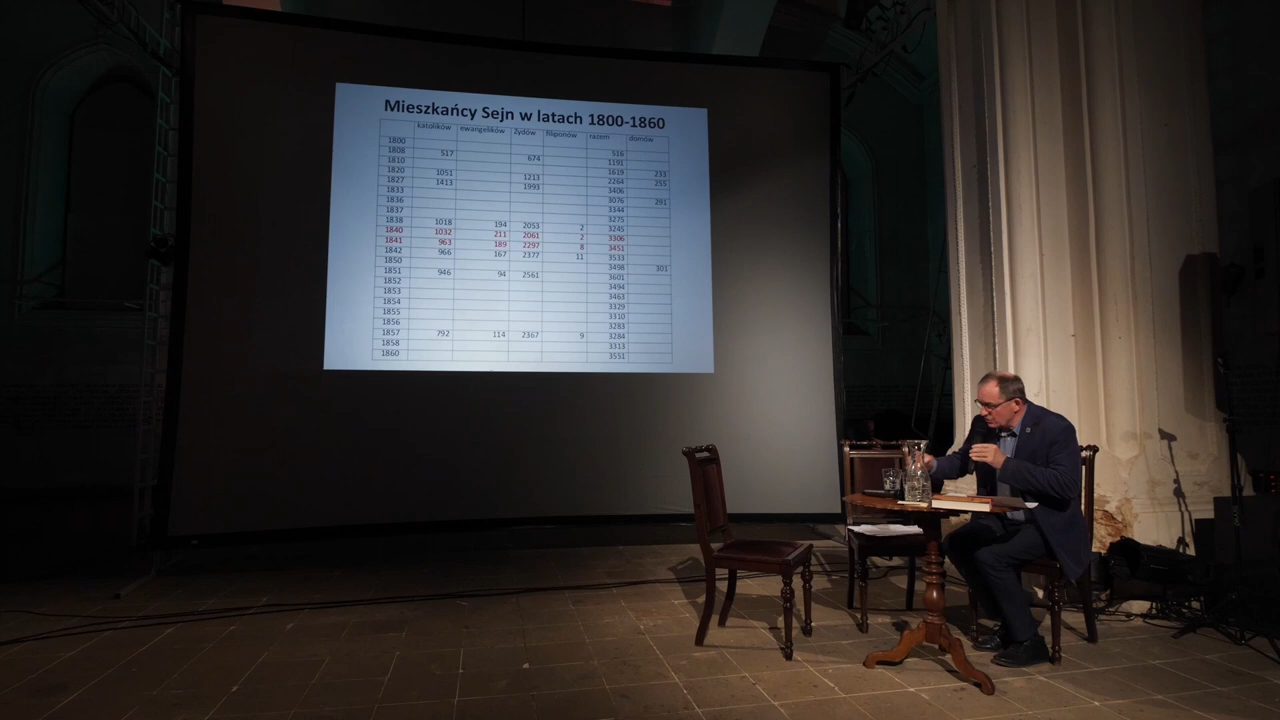 Mieszkańcy Sejn w latach 1800-1860
katolików ewangelików Żydów filiponów razem domów
1800 516
1808 517 674 1191
1810 1619 233
1820 1051 1213 2264 255
1827 1413 1993 3406
1833 3076 291
1836 3344
1837 3275
1838 1018 194 2053 2 3245
1840 1032 211 2061 2 3306
1841 963 189 2297 8 3451
1842 966 167 2377 11 3533
1850 3498 301
1851 946 94 2561 3601
1852 3494
1853 3463
1854 3329
1855 3310
1856 3283
1857 792 114 2367 9 3284
1858 3313
1860 3551